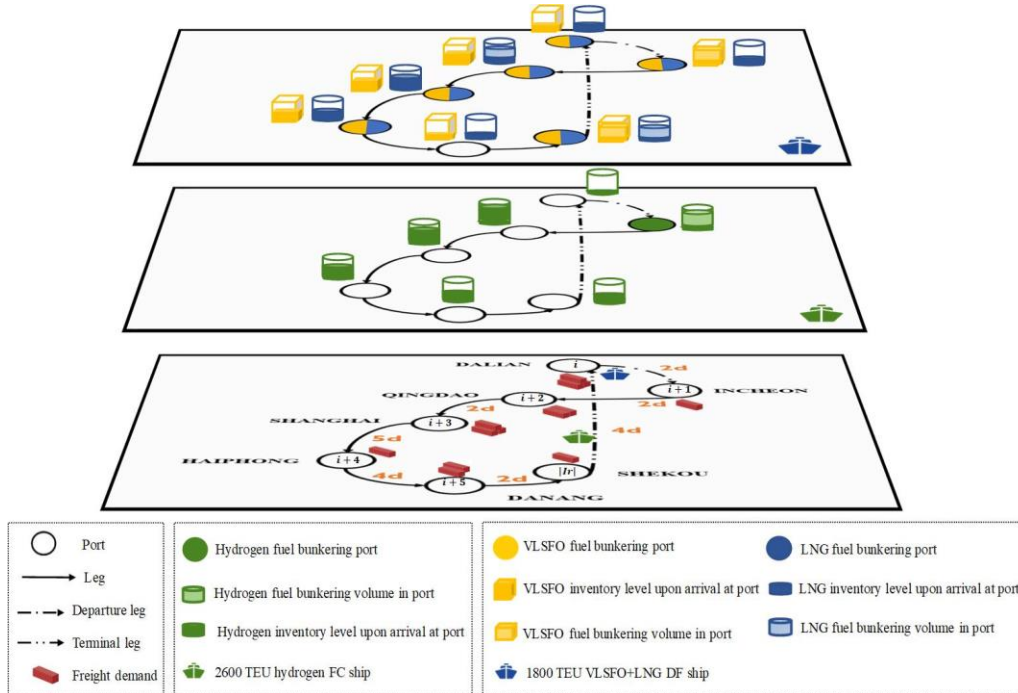 DALIAN
i
2d
i+1
INCHEON
QINGDAO
i+2
2d
2d
SHANGHAI
i+3
5d
4d
HAIPHONG
i+4
4d
i+5
2d
|Ir|
SHEKOU
DANANG
Port
Leg
Departure leg
Terminal leg
Freight demand
Hydrogen fuel bunkering port
Hydrogen fuel bunkering volume in port
Hydrogen inventory level upon arrival at port
2600 TEU hydrogen FC ship
VLSFO fuel bunkering port
VLSFO inventory level upon arrival at port
VLSFO fuel bunkering volume in port
1800 TEU VLSFO+LNG DF ship
LNG fuel bunkering port
LNG inventory level upon arrival at port
LNG fuel bunkering volume in port